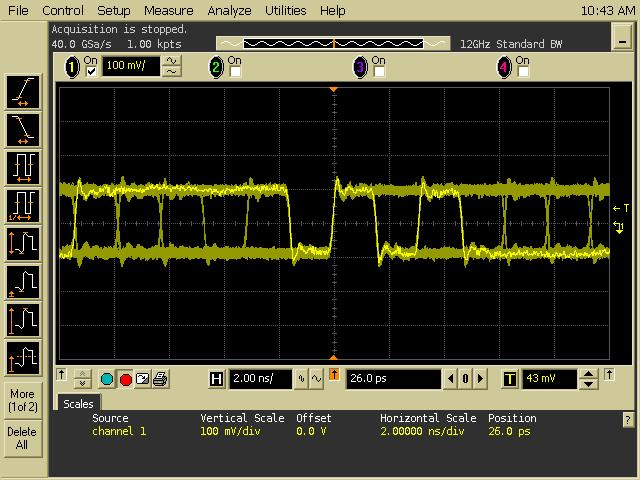 File Control Setup Measure Analyze Utilities Help 10:43 AM
Acquisition is stopped.
40.0 GSa/s 1.00 kpts 12GHz Standard BW
1 On 100 mV/ 2 On 3 On 4 On
T
H 2.00 ns/ 26.0 ps 0 T 43 mV
More
(1 of 2)
Delete
All
Scales
?
Source Vertical Scale Offset Horizontal Scale Position
channel 1 100 mV/div 0.0 V 2.00000 ns/div 26.0 ps